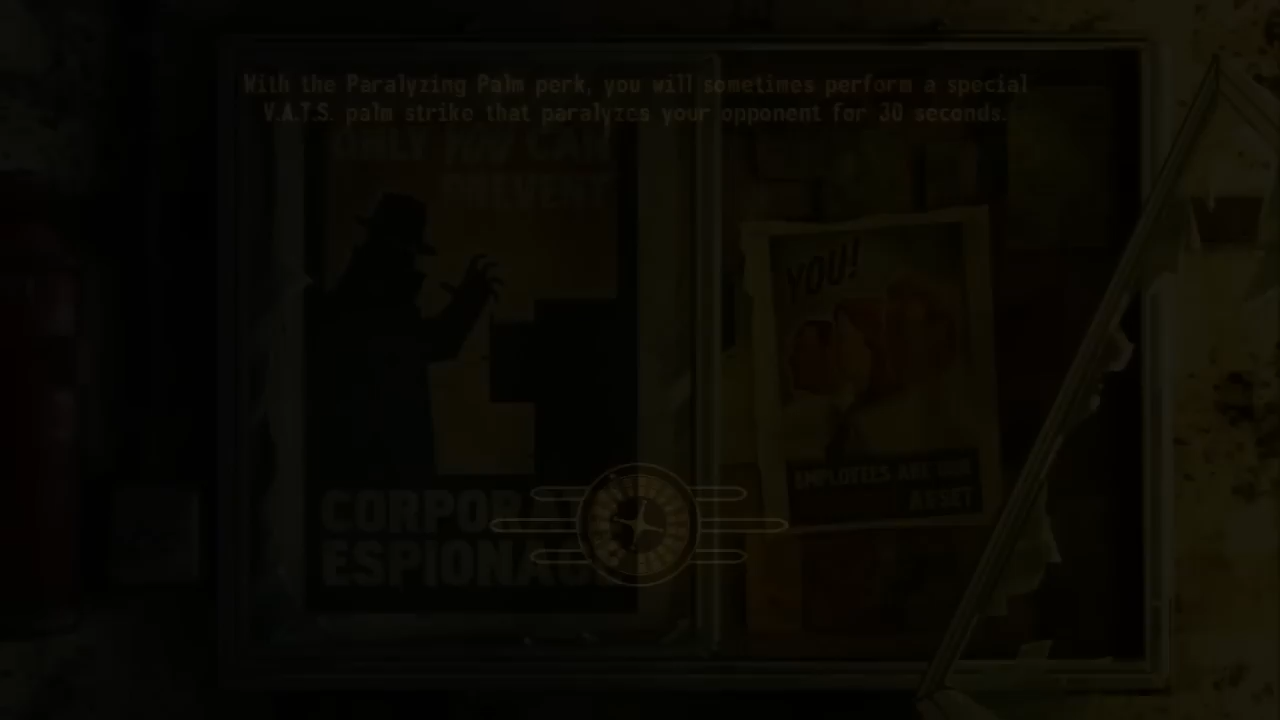 With the Paralyzing Palm perk, you will sometimes perform a special
V.A.T.S. palm strike that paralyzes your opponent for 30 seconds.
ONLY YOU CAN
PREVENT
CORPORATE
ESPIONAGE
YOU!
EMPLOYEES ARE OUR
ASSET